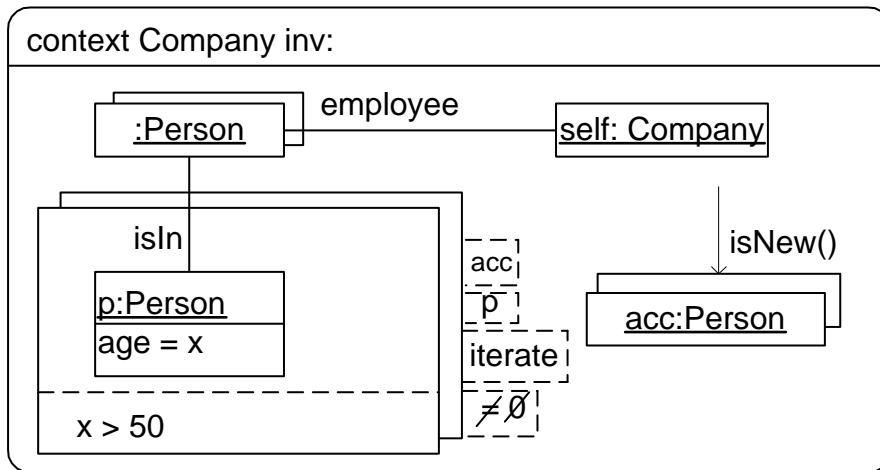 context Company inv:
:Person
employee
self: Company
isIn
isNew()
acc
p:Person
p
acc:Person
age = x
iterate
≠ Ø
x > 50